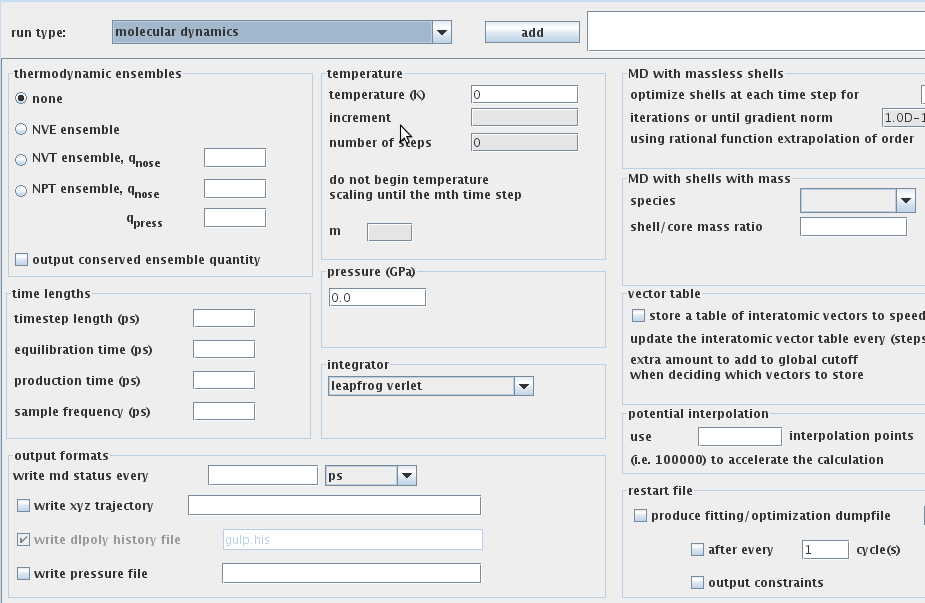 run type:
molecular dynamics
add
thermodynamic ensembles
none
NVE ensemble
NVT ensemble, qnose
NPT ensemble, qnose
qpress
output conserved ensemble quantity
time lengths
timestep length (ps)
equilibration time (ps)
production time (ps)
sample frequency (ps)
temperature
temperature (K)
0
increment
number of steps
0
do not begin temperature
scaling until the mth time step
m
pressure (GPa)
0.0
integrator
leapfrog verlet
output formats
write md status every
ps
write xyz trajectory
write dlpoly history file
gulp.his
write pressure file
MD with massless shells
optimize shells at each time step for
iterations or until gradient norm
1.0D-1
using rational function extrapolation of order
MD with shells with mass
species
shell/core mass ratio
vector table
store a table of interatomic vectors to speed
update the interatomic vector table every (steps
extra amount to add to global cutoff
when deciding which vectors to store
potential interpolation
use
interpolation points
(i.e. 100000) to accelerate the calculation
restart file
produce fitting/optimization dumpfile
after every
1
cycle(s)
output constraints